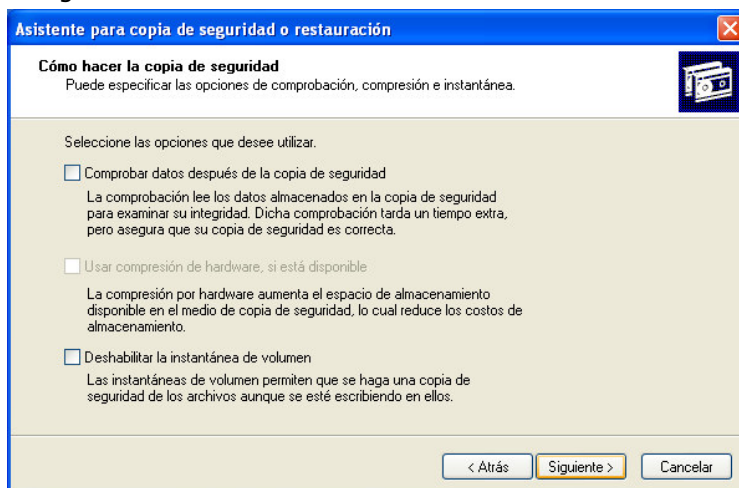 Asistente para copia de seguridad o restauración
Cómo hacer la copia de seguridad
Puede especificar las opciones de comprobación, compresión e instantánea.
Seleccione las opciones que desee utilizar.
Comprobar datos después de la copia de seguridad
La comprobación lee los datos almacenados en la copia de seguridad
para examinar su integridad. Dicha comprobación tarda un tiempo extra,
pero asegura que su copia de seguridad es correcta.
Usar compresión de hardware, si está disponible
La compresión por hardware aumenta el espacio de almacenamiento
disponible en el medio de copia de seguridad, lo cual reduce los costos de
almacenamiento.
Deshabilitar la instantánea de volumen
Las instantáneas de volumen permiten que se haga una copia de
seguridad de los archivos aunque se esté escribiendo en ellos.
< Atrás
Siguiente >
Cancelar